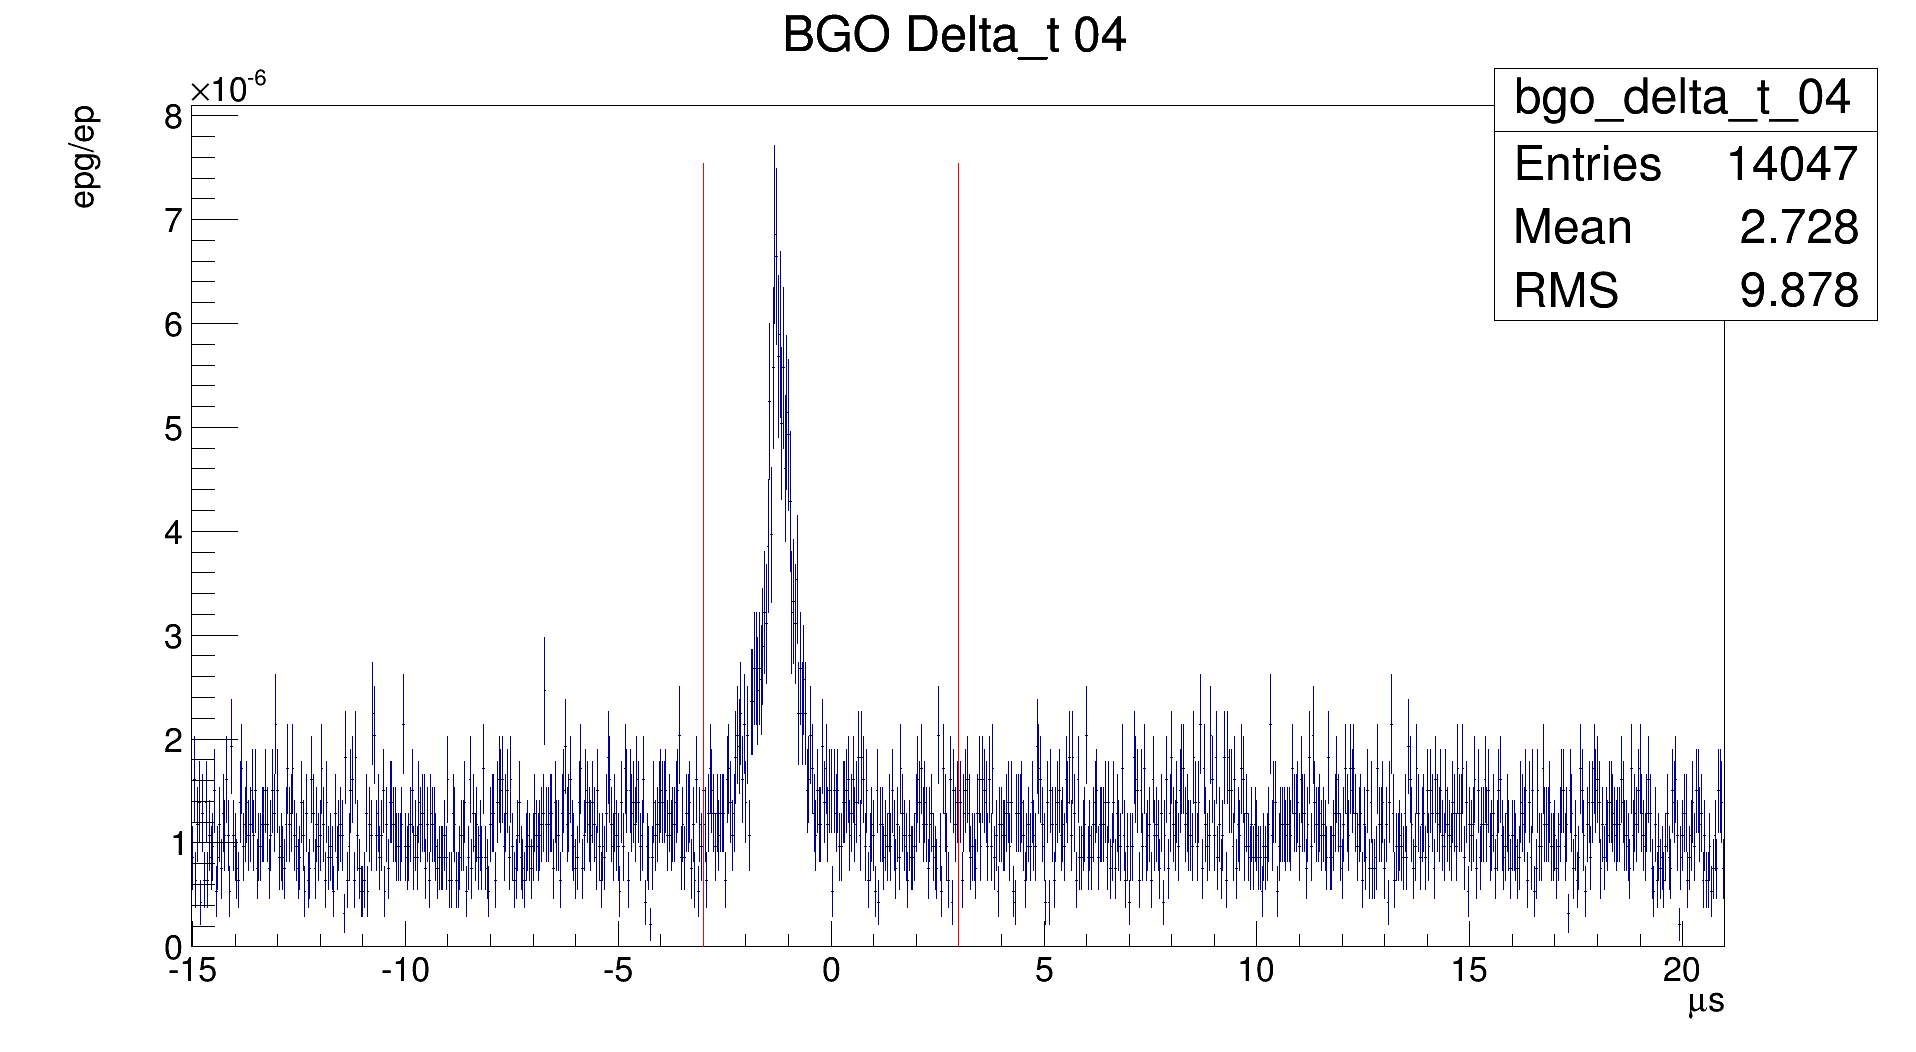 BGO Delta_t 04
×10-6
epg/ep
bgo_delta_t_04
Entries 14047
Mean 2.728
RMS 9.878
8
7
6
5
4
3
2
1
0
-15 -10 -5 0 5 10 15 20
μs